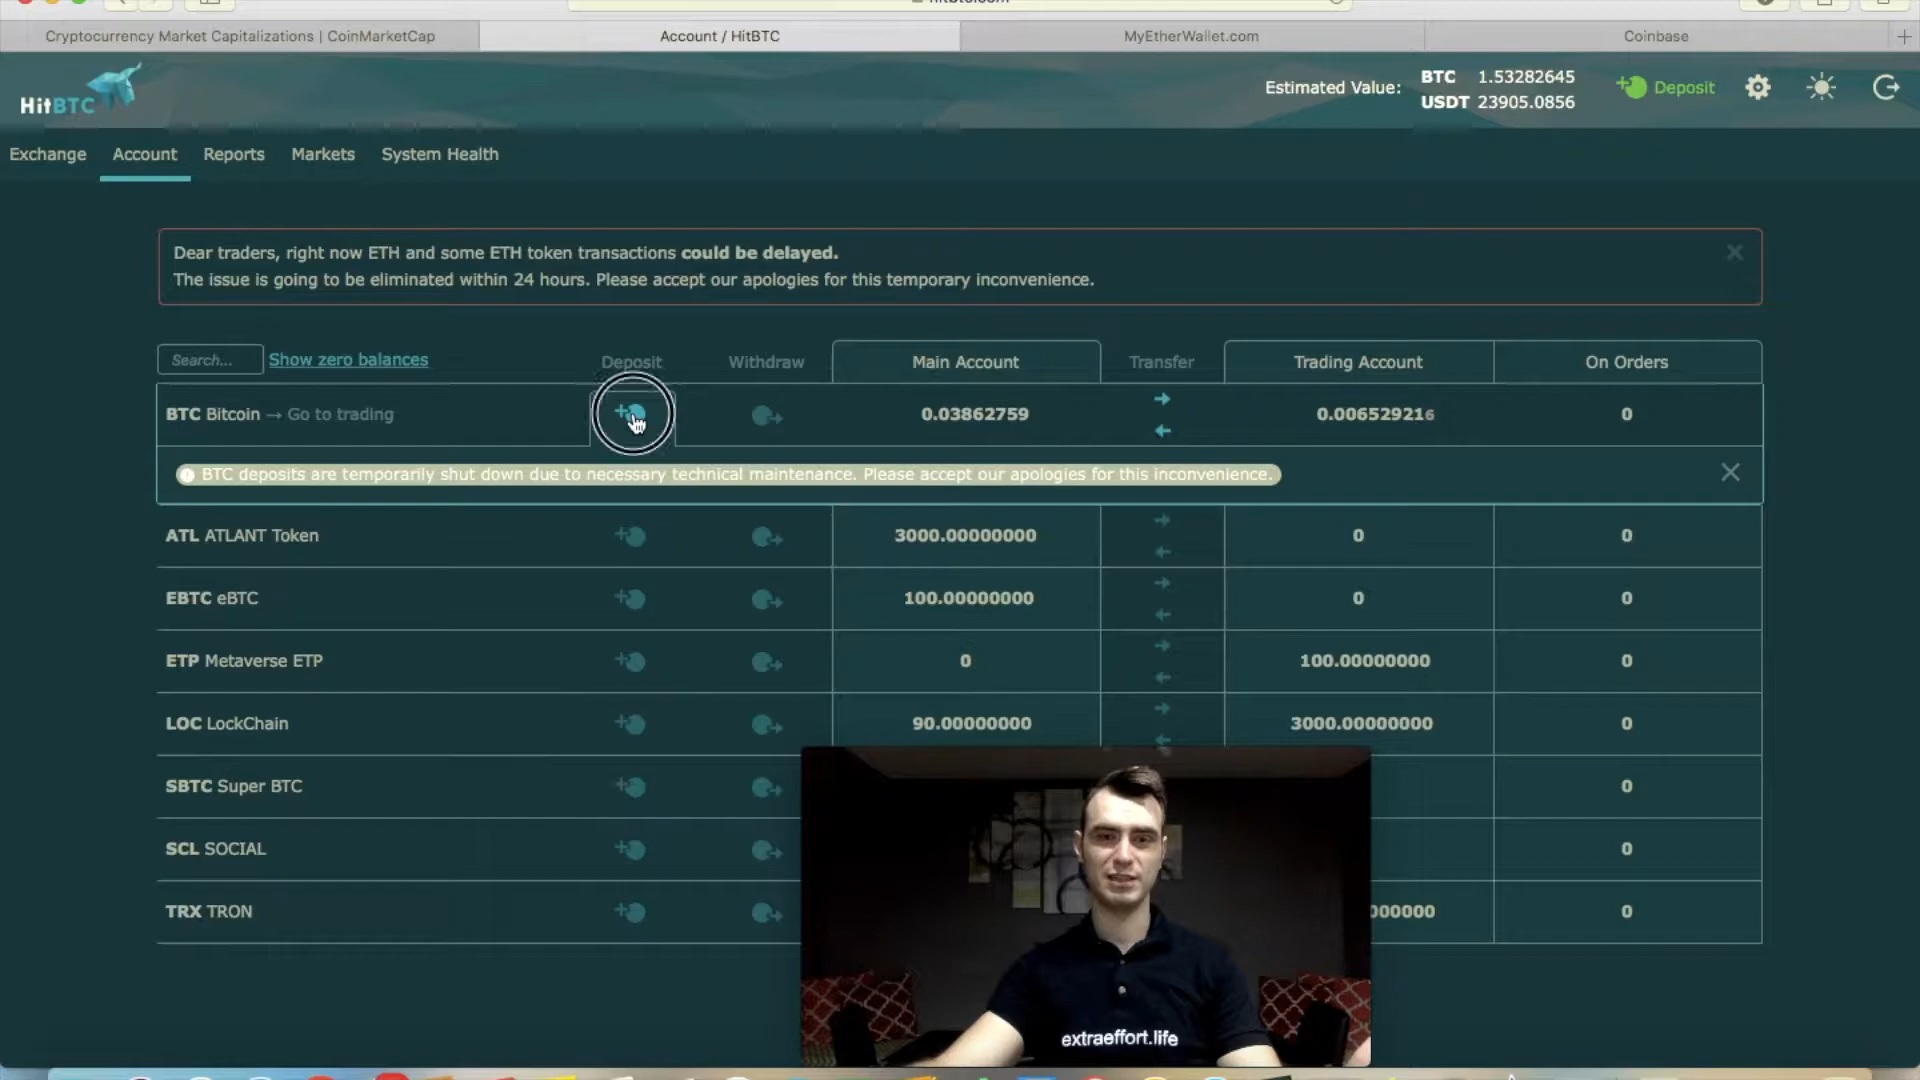 Cryptocurrency Market Capitalizations | CoinMarketCap
Account / HitBTC
MyEtherWallet.com
Coinbase
HitBTC
Estimated Value:
BTC 1.53282645
USDT 23905.0856
Deposit
Exchange
Account
Reports
Markets
System Health
Dear traders, right now ETH and some ETH token transactions could be delayed.
The issue is going to be eliminated within 24 hours. Please accept our apologies for this temporary inconvenience.
Search...
Show zero balances
Deposit
Withdraw
Main Account
Transfer
Trading Account
On Orders
BTC Bitcoin → Go to trading
0.03862759
0.006529216
0
BTC deposits are temporarily shut down due to necessary technical maintenance. Please accept our apologies for this inconvenience.
ATL ATLANT Token
3000.00000000
0
0
EBTC eBTC
100.00000000
0
0
ETP Metaverse ETP
0
100.00000000
0
LOC LockChain
90.00000000
3000.00000000
0
SBTC Super BTC
0
SCL SOCIAL
0
TRX TRON
000000
0
extraeffort.life